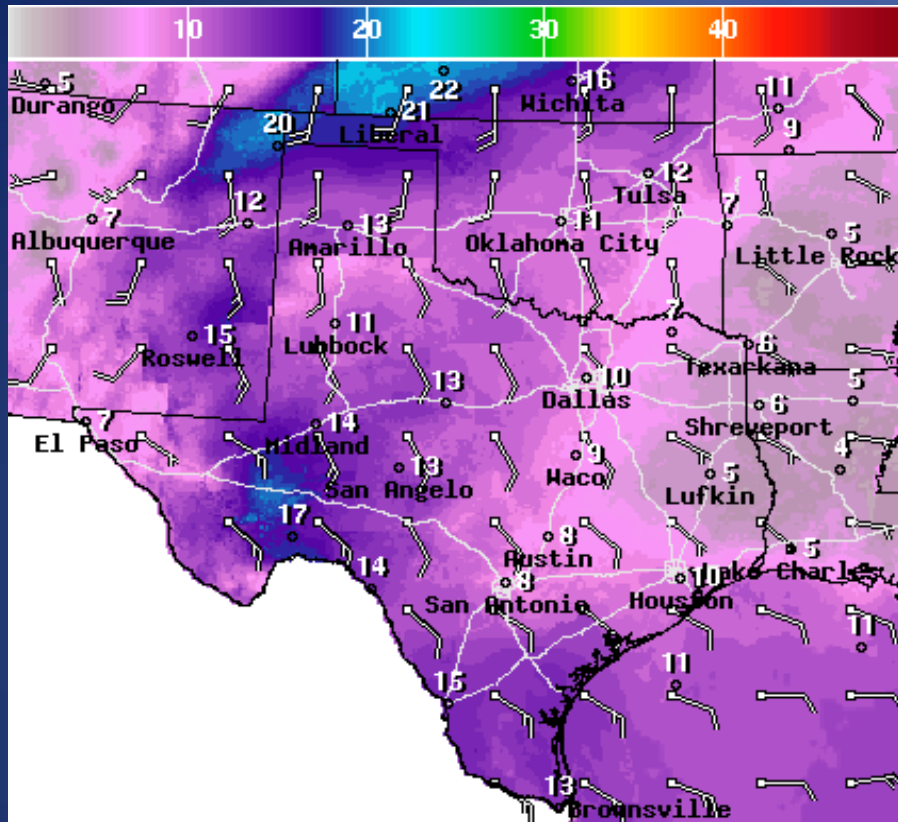 10 20 30 40
5 22 16
Durango 21 Wichita 11
20 Liberal 9
12
Tulsa
7 12 13 11 7 5
Albuquerque Amarillo Oklahoma City Little Rock
11 7
15 Lubbock 6
Roswell Texarkana
10 5
13 Dallas 6
7 14 Shreveport
El Paso Midland 9 4
13 Waco 5
San Angelo Lufkin
17 8 5
Austin
14 8 10 Lake Charles
San Antonio Houston
11
11
15
13
Brownsville